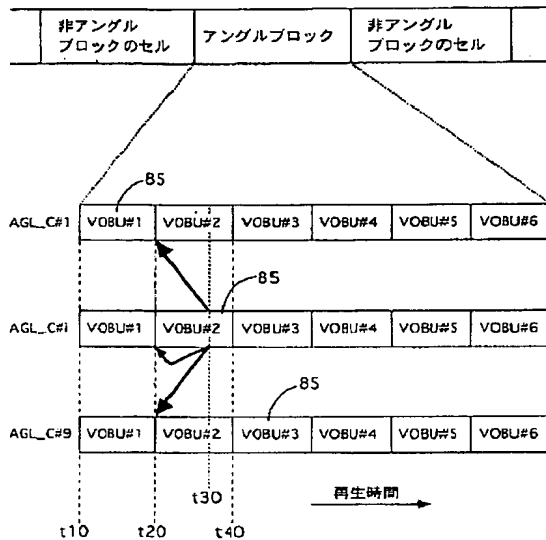 非アングル
ブロックのセル
アングルブロック
非アングル
ブロックのセル
85
AGL_C#1 VOBU#1 VOBU#2 VOBU#3 VOBU#4 VOBU#5 VOBU#6
85
AGL_C#i VOBU#1 VOBU#2 VOBU#3 VOBU#4 VOBU#5 VOBU#6
85
AGL_C#9 VOBU#1 VOBU#2 VOBU#3 VOBU#4 VOBU#5 VOBU#6
t30
再生時間
t10 t20 t40